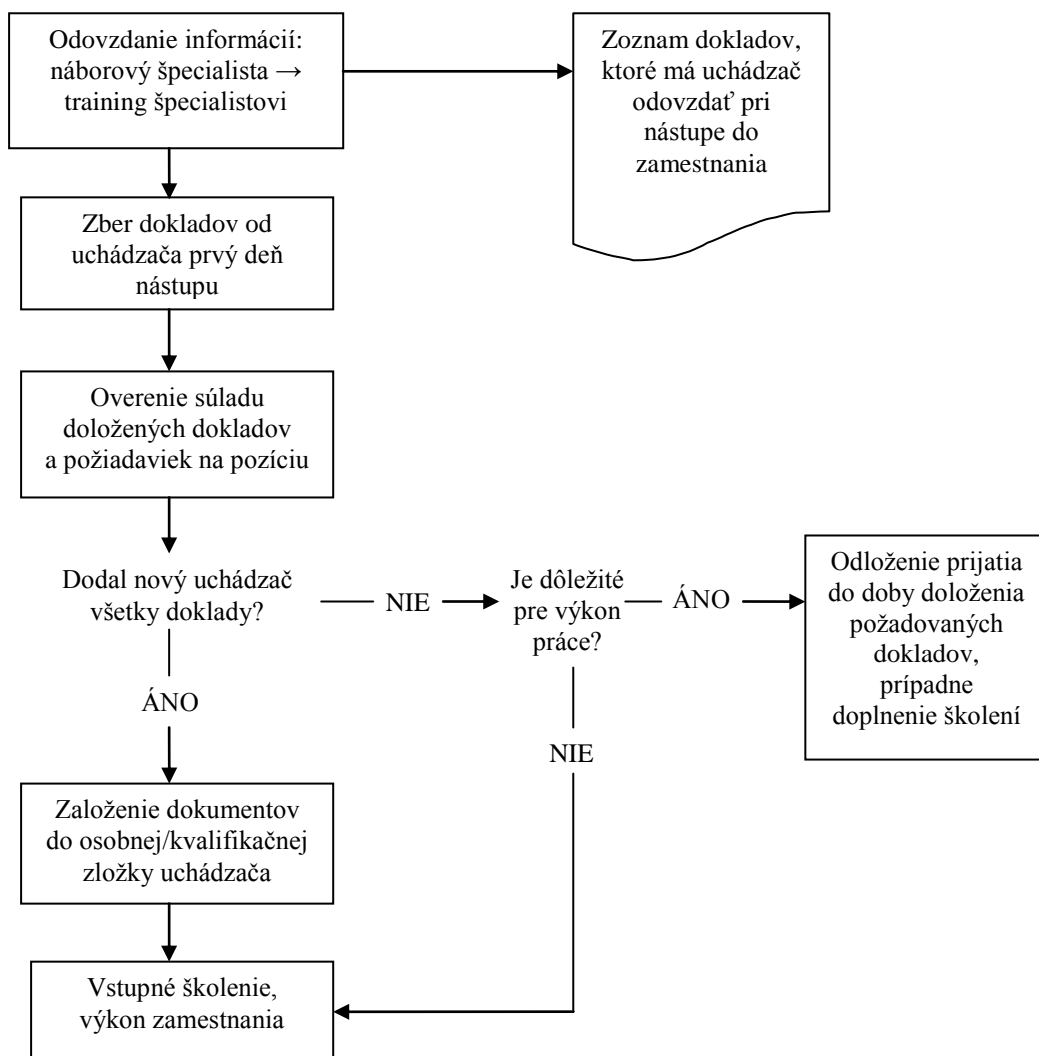 Odovzdanie informácií:
náborový špecialista →
training špecialistovi
Zoznam dokladov,
ktoré má uchádzač
odovzdať pri
nástupe do
zamestnania
Zber dokladov od
uchádzača prvý deň
nástupu
Overenie súladu
doložených dokladov
a požiadaviek na pozíciu
Dodal nový uchádzač
všetky doklady?
NIE
Je dôležité
pre výkon
práce?
ÁNO
Odloženie prijatia
do doby doloženia
požadovaných
dokladov,
prípadne
doplnenie školení
ÁNO
NIE
Založenie dokumentov
do osobnej/kvalifikačnej
zložky uchádzača
Vstupné školenie,
výkon zamestnania